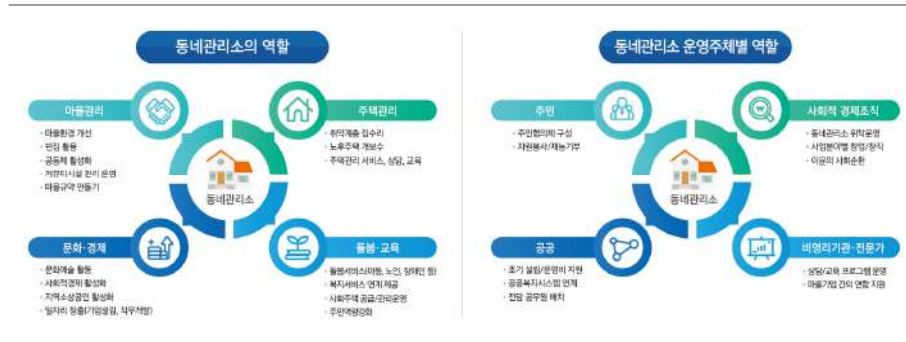 동네관리소의 역할
마을관리
· 마을환경 개선
· 빈집 활용
· 공동체 활성화
· 커뮤니시설 관리 운영
· 마을규약 만들기
주택관리
· 취약계층 집수리
· 노후주택 개보수
· 주택관리 서비스, 상담, 교육
동네관리소
문화·경제
· 문화예술 활동
· 사회적경제 활성화
· 지역소상공인 활성화
· 일자리 창출(기업설립, 직무개발)
돌봄·교육
· 돌봄서비스(아동, 노인, 장애인 등)
· 복지서비스 연계 제공
· 사회주택 공급/관리운영
· 주민역량강화
동네관리소 운영주체별 역할
주민
· 주민협의체 구성
· 자원봉사/재능기부
사회적 경제조직
· 동네관리소 위탁운영
· 사업분야별 창업/창직
· 이윤의 사회순환
동네관리소
공공
· 초기 설립/운영비 지원
· 공공복지시스템 연계
· 전담 공무원 배치
비영리기관·전문가
· 상담/교육 프로그램 운영
· 마을기업 간의 연합 지원